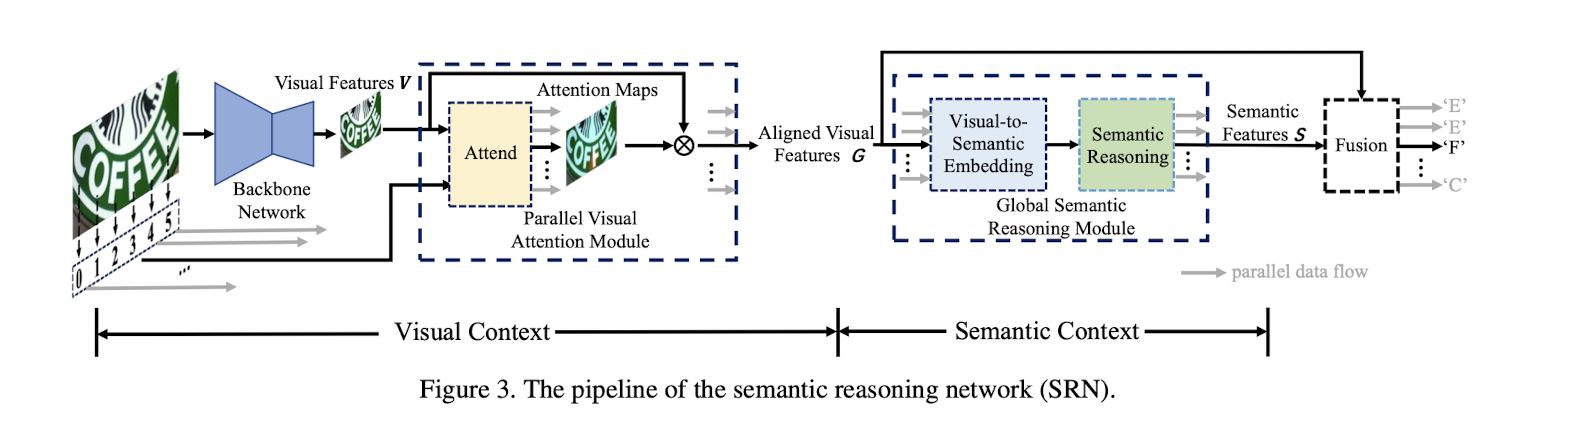 COFFEE
0 1 2 3 4 5
...
Backbone
Network
Visual Features V
COFFEE
Attend
Attention Maps
Parallel Visual
Attention Module
Aligned Visual
Features G
Visual-to-
Semantic
Embedding
Semantic
Reasoning
Global Semantic
Reasoning Module
Semantic
Features S
Fusion
‘E’
‘E’
‘F’
‘C’
parallel data flow
Visual Context
Semantic Context
Figure 3. The pipeline of the semantic reasoning network (SRN).